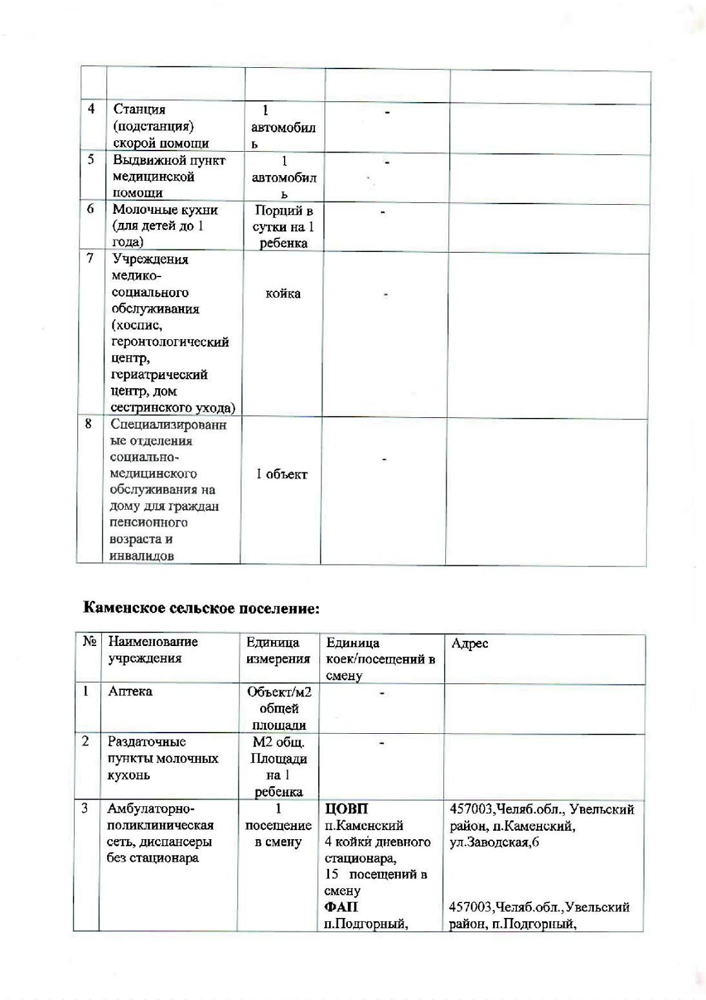 4 Станция 1 -
(подстанция) автомобил
скорой помощи ь
5 Выдвижной пункт 1 -
медицинской автомобил
помощи ь
6 Молочные кухни Порций в -
(для детей до 1 сутки на 1
года) ребенка
7 Учреждения
медико-
социального койка -
обслуживания
(хоспис,
геронтологический
центр,
гериатрический
центр, дом
сестринского ухода)
8 Специализированн
ые отделения
социально- -
медицинского 1 объект
обслуживания на
дому для граждан
пенсионного
возраста и
инвалидов
Каменское сельское поселение:
№ Наименование Единица Единица Адрес
учреждения измерения коек/посещений в
смену
1 Аптека Объект/м2 -
общей
площади
2 Раздаточные М2 общ. -
пункты молочных Площади
кухонь на 1
ребенка
3 Амбулаторно- 1 ЦОВП 457003,Челяб.обл., Увельский
поликлиническая посещение п.Каменский район, п.Каменский,
сеть, диспансеры в смену 4 койки дневного ул.Заводская,6
без стационара стационара,
15 посещений в
смену
ФАП 457003,Челяб.обл.,Увельский
п.Подгорный, район, п.Подгорный,